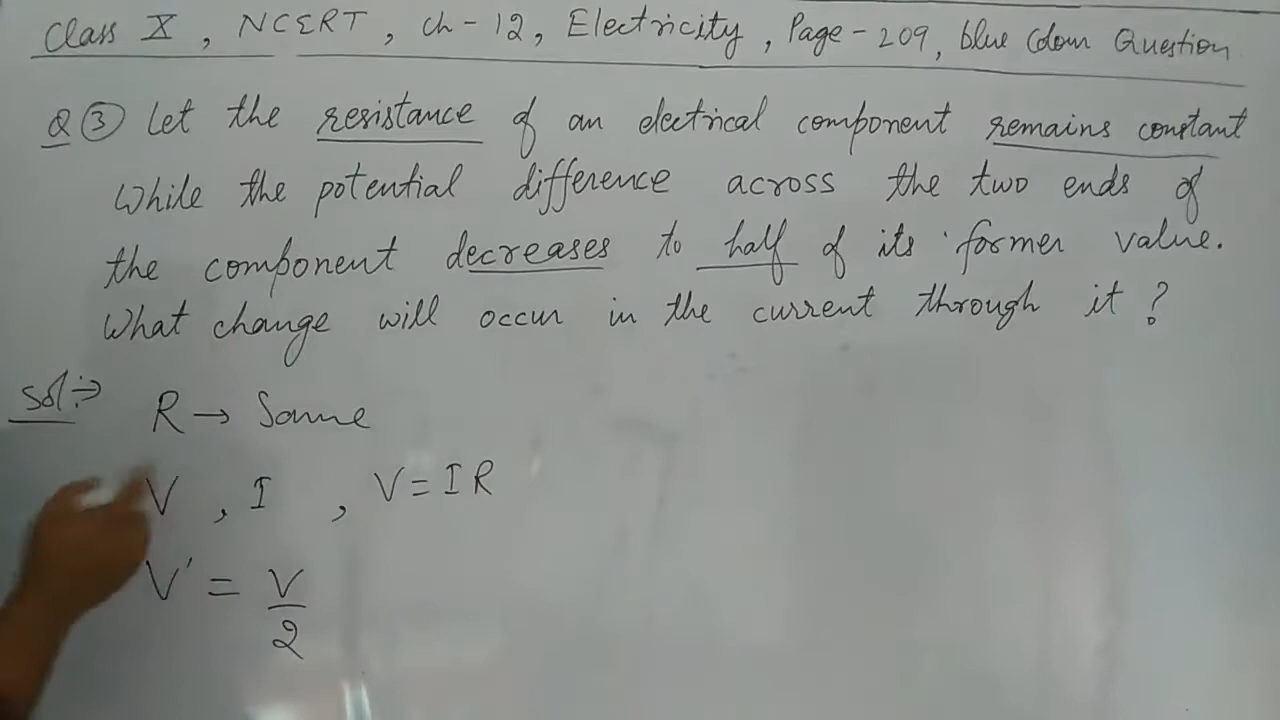 Class X, NCERT, Ch-12, Electricity, Page-209, blue Colour Question
Q ③ Let the resistance of an electrical component remains constant
While the potential difference across the two ends of
the component decreases to half of its former value.
What change will occur in the current through it?
Sol:⇒ R → Same
V, I, V=IR
V' = V/2